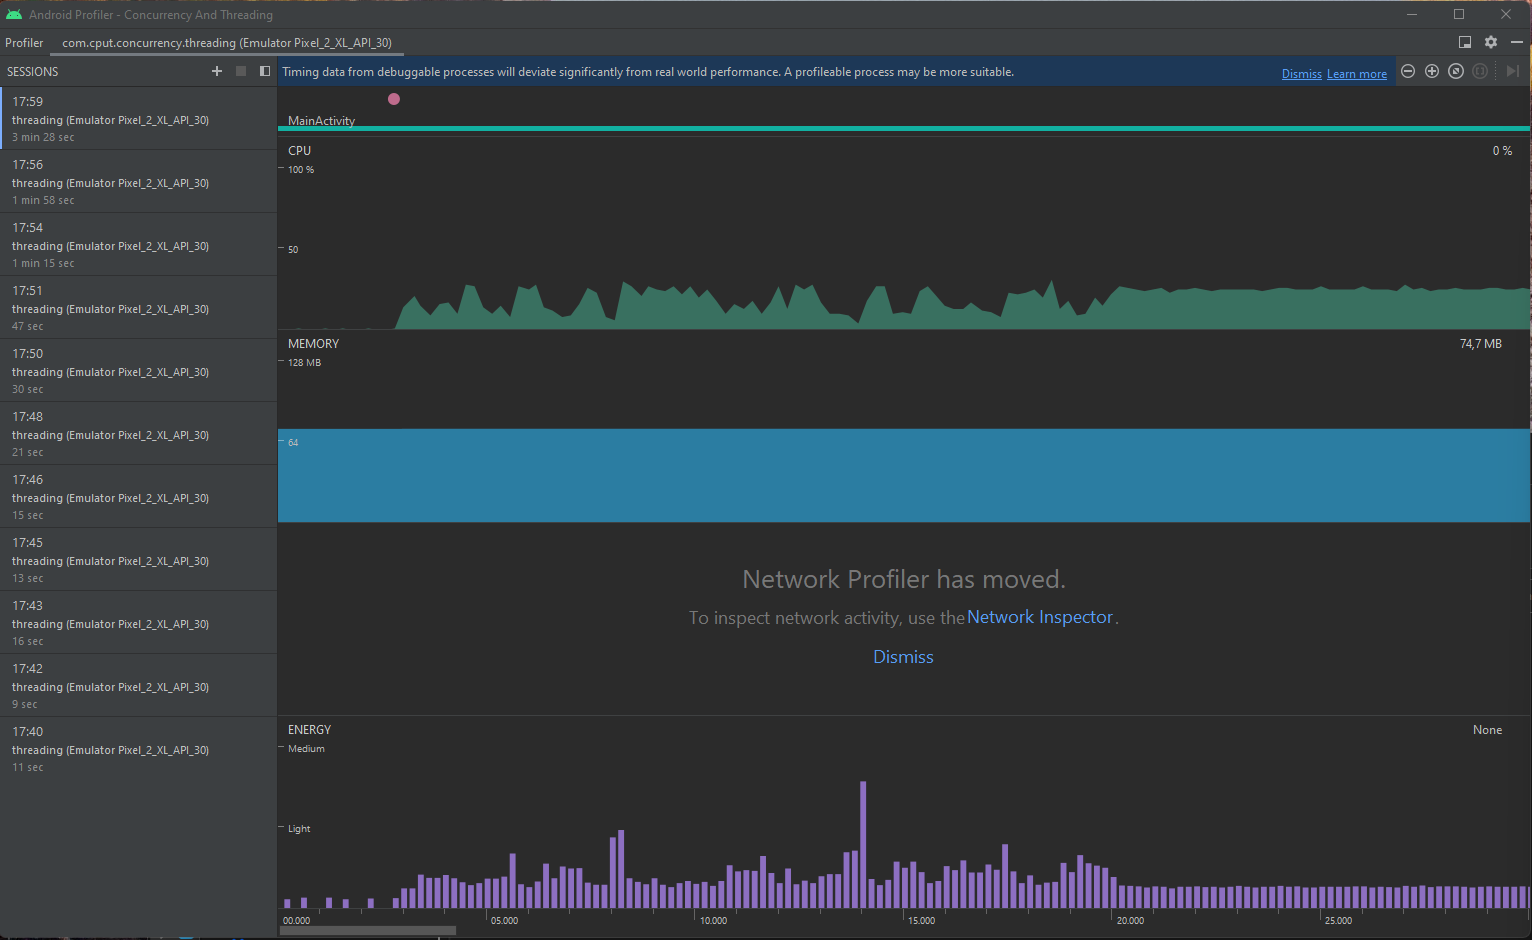 Android Profiler - Concurrency And Threading
Profiler
com.cput.concurrency.threading (Emulator Pixel_2_XL_API_30)
SESSIONS
Timing data from debuggable processes will deviate significantly from real world performance. A profileable process may be more suitable.
Dismiss
Learn more
17:59
threading (Emulator Pixel_2_XL_API_30)
3 min 28 sec
17:56
threading (Emulator Pixel_2_XL_API_30)
1 min 58 sec
17:54
threading (Emulator Pixel_2_XL_API_30)
1 min 15 sec
17:51
threading (Emulator Pixel_2_XL_API_30)
47 sec
17:50
threading (Emulator Pixel_2_XL_API_30)
30 sec
17:48
threading (Emulator Pixel_2_XL_API_30)
21 sec
17:46
threading (Emulator Pixel_2_XL_API_30)
15 sec
17:45
threading (Emulator Pixel_2_XL_API_30)
13 sec
17:43
threading (Emulator Pixel_2_XL_API_30)
16 sec
17:42
threading (Emulator Pixel_2_XL_API_30)
9 sec
17:40
threading (Emulator Pixel_2_XL_API_30)
11 sec
MainActivity
CPU
0 %
100 %
50
MEMORY
74,7 MB
128 MB
64
Network Profiler has moved.
To inspect network activity, use the Network Inspector.
Dismiss
ENERGY
None
Medium
Light
00.000
05.000
10.000
15.000
20.000
25.000